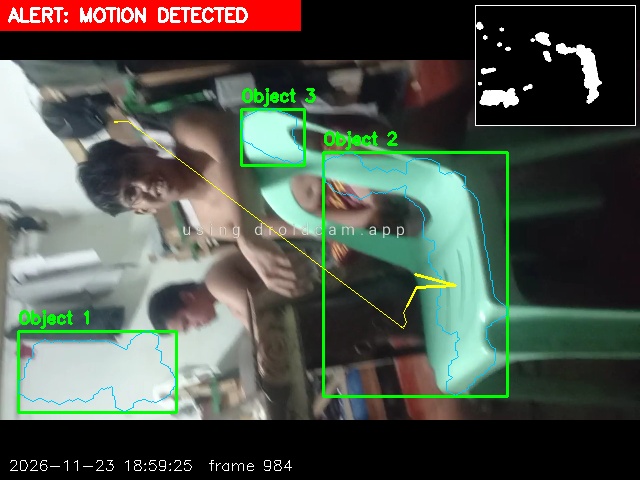 ALERT: MOTION DETECTED
Object 3
Object 2
using droidcam.app
Object 1
2026-11-23 18:59:25 frame 984